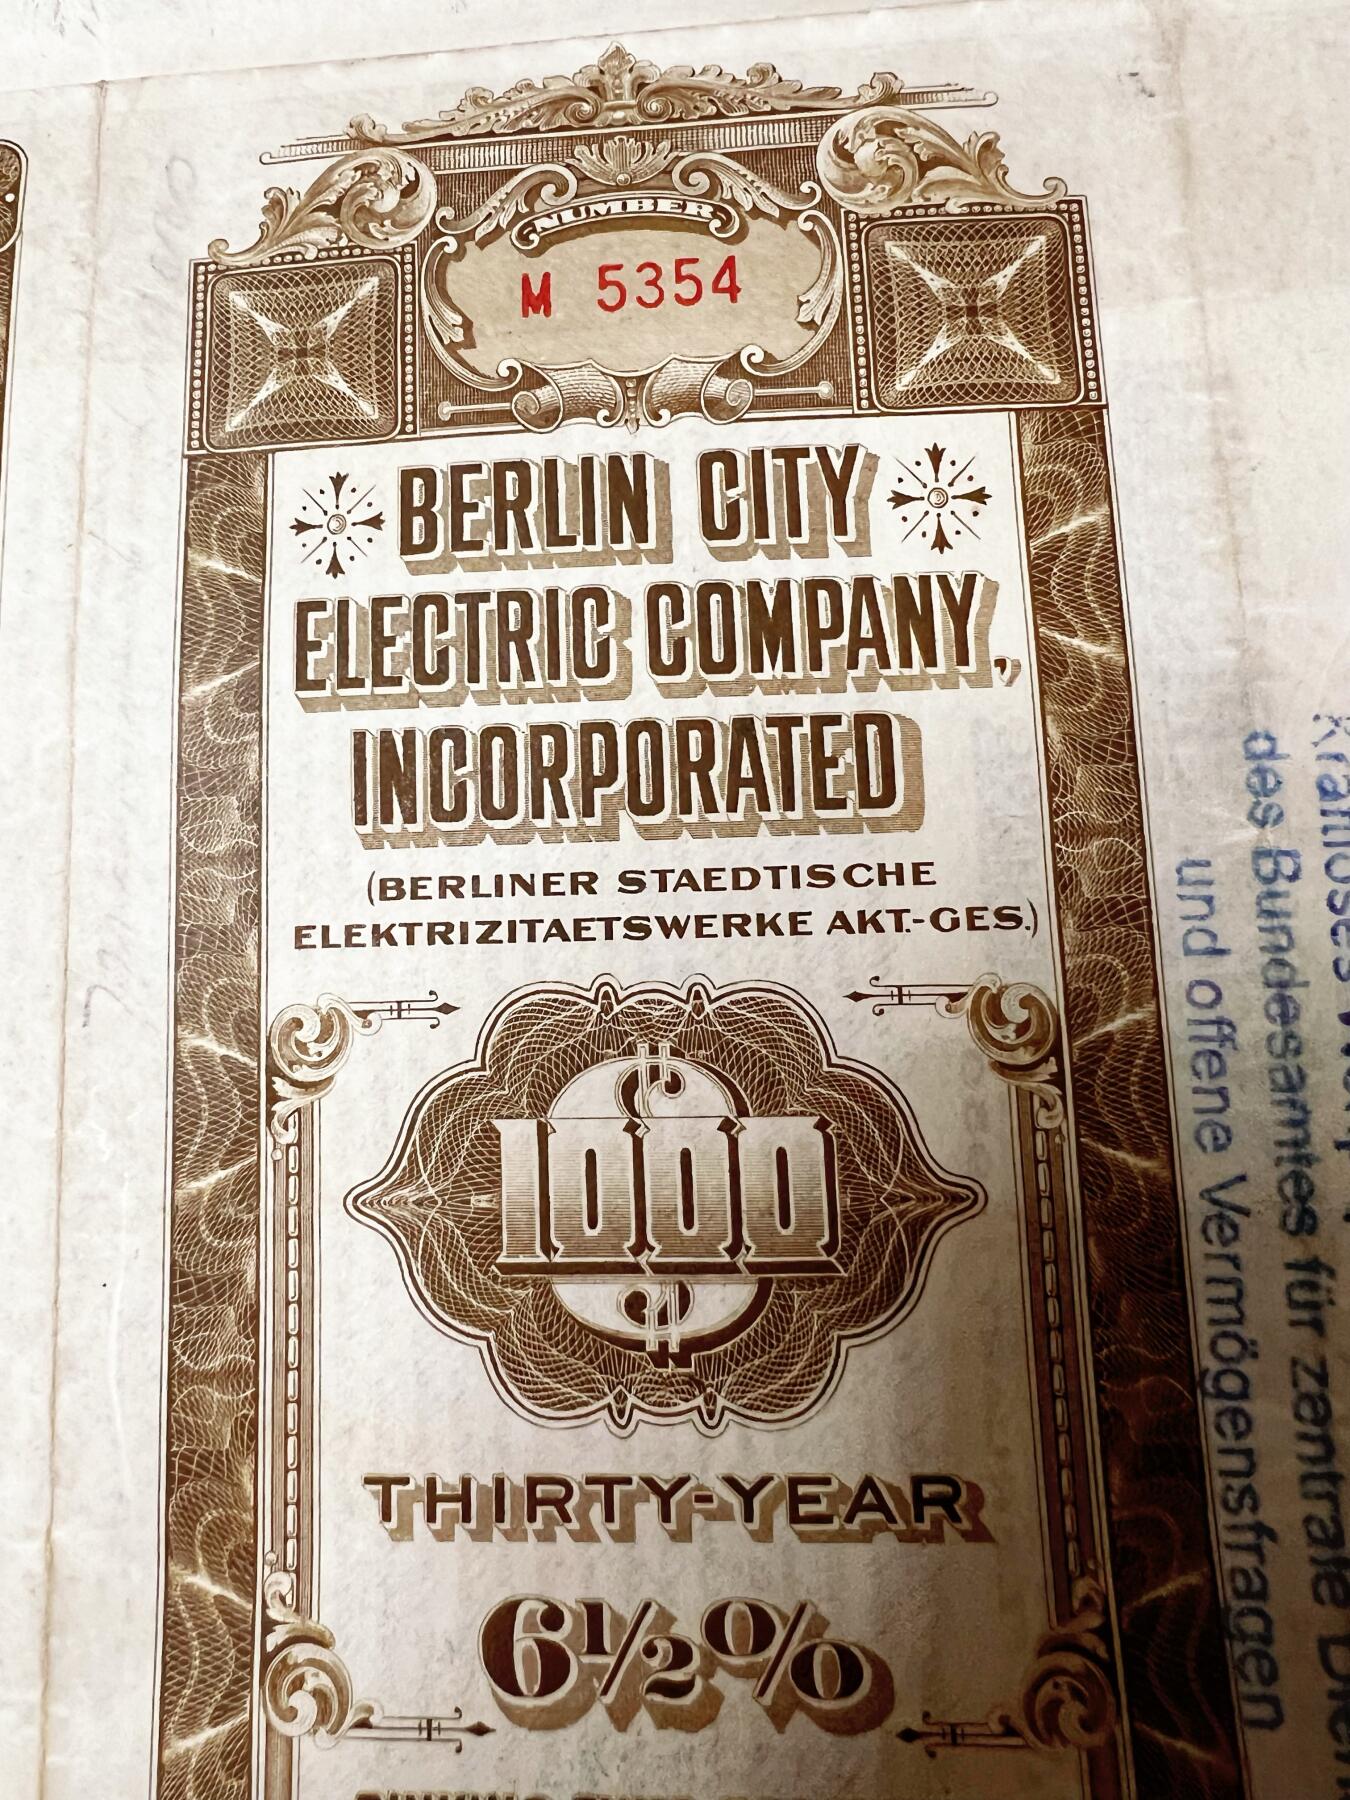 NUMBER
M 5354
BERLIN CITY
ELECTRIC COMPANY,
INCORPORATED
(BERLINER STAEDTISCHE
ELEKTRIZITAETSWERKE AKT.-GES.)
$1000
THIRTY-YEAR
6½%
des Bundesamtes für zentrale
und offene Vermögensfragen